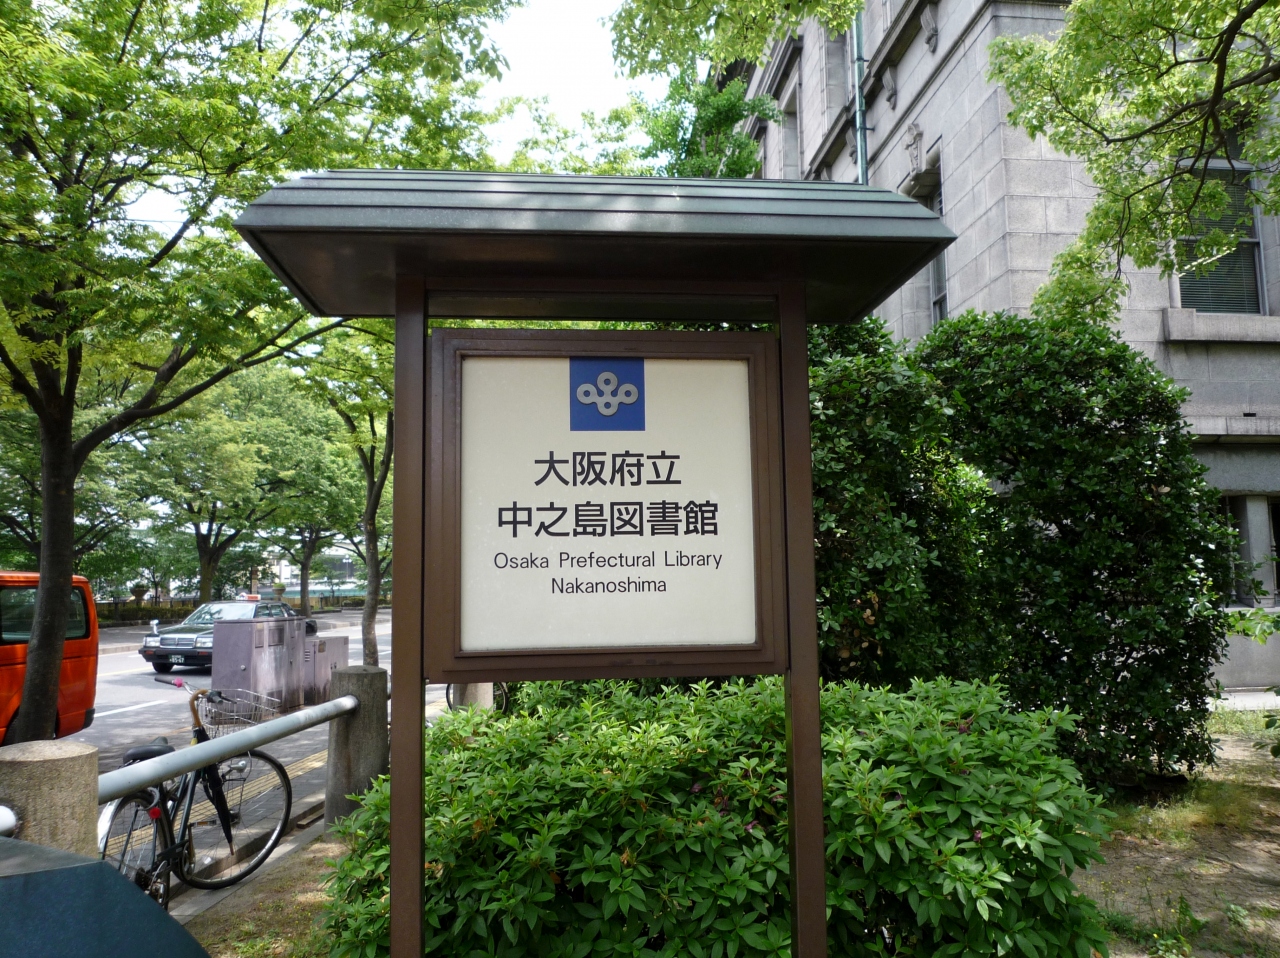 大阪府立
中之島図書館
Osaka Prefectural Library
Nakanoshima